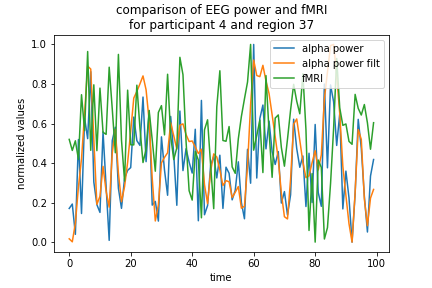 comparison of EEG power and fMRI
for participant 4 and region 37
alpha power
alpha power filt
fMRI
normalized values
1.0
0.8
0.6
0.4
0.2
0.0
0
20
40
60
80
100
time